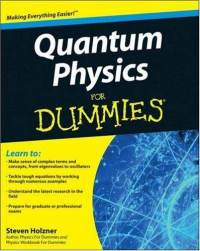 Making Everything Easier!™
Quantum
Physics
FOR
DUMMIES®
Learn to:
• Make sense of complex terms and
concepts, from eigenvalues to oscillators
• Tackle tough equations by working
through numerous examples
• Understand the latest research in the
field
• Prepare for graduate or professional
exams
Steven Holzner
Author, Physics For Dummies and
Physics Workbook For Dummies